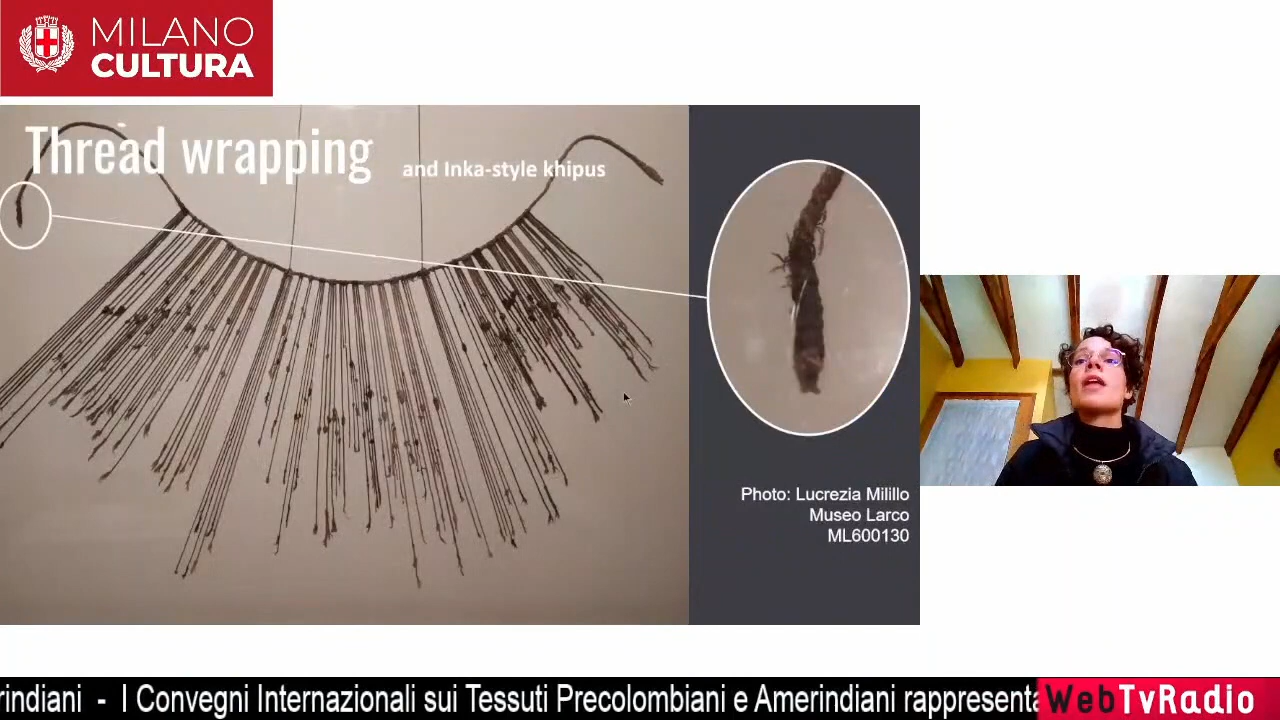 MILANO
CULTURA
Thread wrapping
and Inka-style khipus
Photo: Lucrezia Milillo
Museo Larco
ML600130
rindiani - I Convegni Internazionali sui Tessuti Precolombiani e Amerindiani rappresenta
WebTvRadio